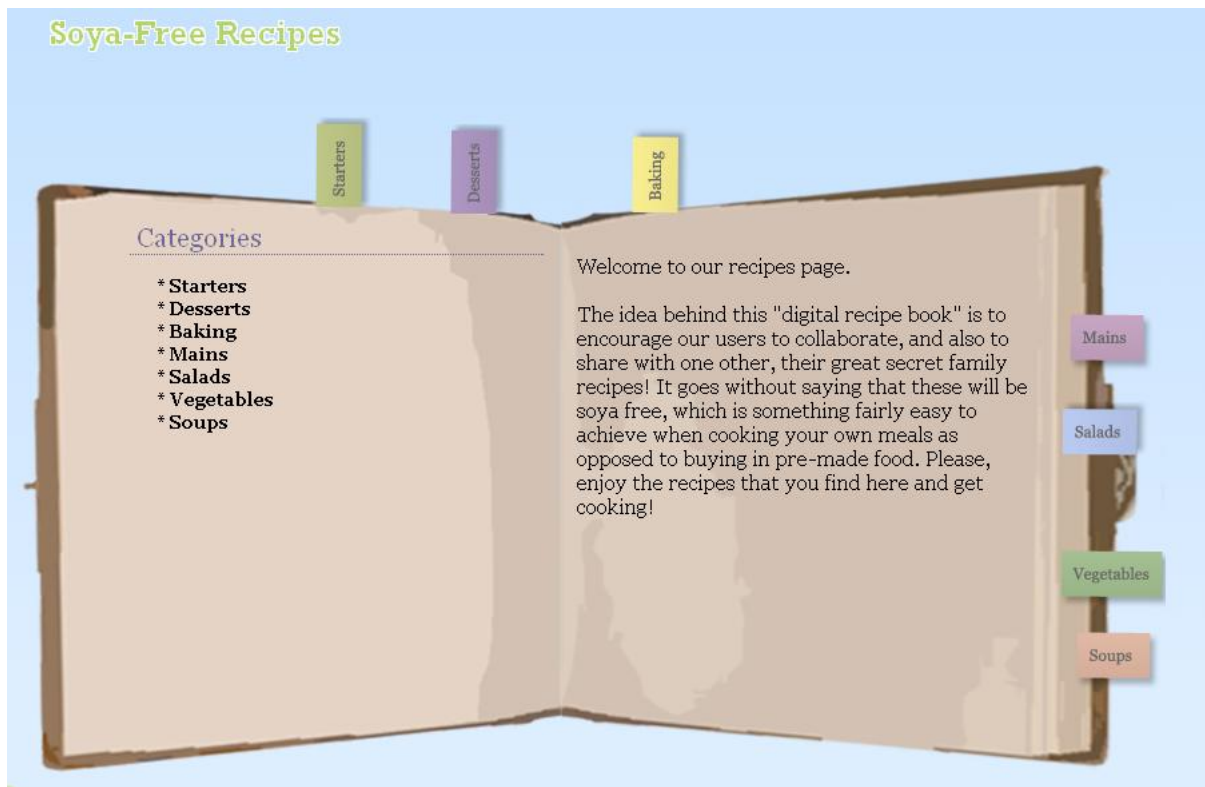 Soya-Free Recipes
Starters
Desserts
Baking
Categories
* Starters
* Desserts
* Baking
* Mains
* Salads
* Vegetables
* Soups
Welcome to our recipes page.
The idea behind this "digital recipe book" is to
encourage our users to collaborate, and also to
share with one other, their great secret family
recipes! It goes without saying that these will be
soya free, which is something fairly easy to
achieve when cooking your own meals as
opposed to buying in pre-made food. Please,
enjoy the recipes that you find here and get
cooking!
Mains
Salads
Vegetables
Soups